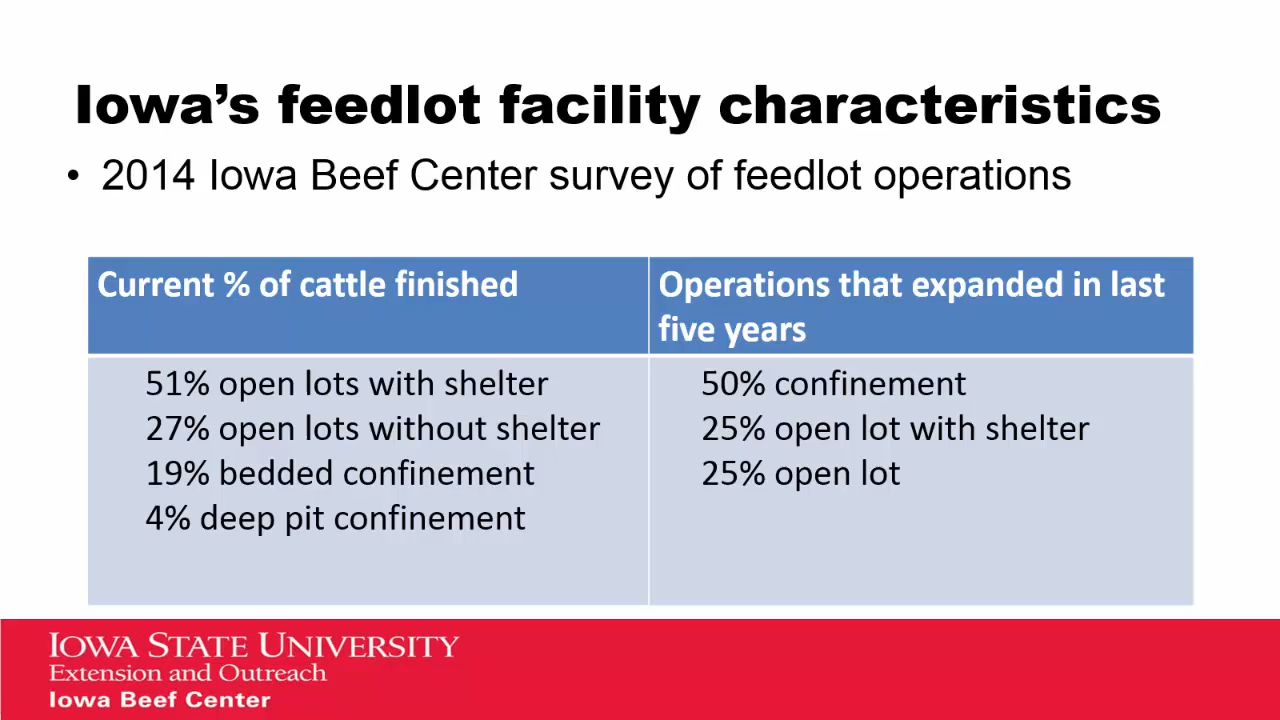 Iowa’s feedlot facility characteristics
• 2014 Iowa Beef Center survey of feedlot operations
Current % of cattle finished
51% open lots with shelter
27% open lots without shelter
19% bedded confinement
4% deep pit confinement
Operations that expanded in last
five years
50% confinement
25% open lot with shelter
25% open lot
IOWA STATE UNIVERSITY
Extension and Outreach
Iowa Beef Center